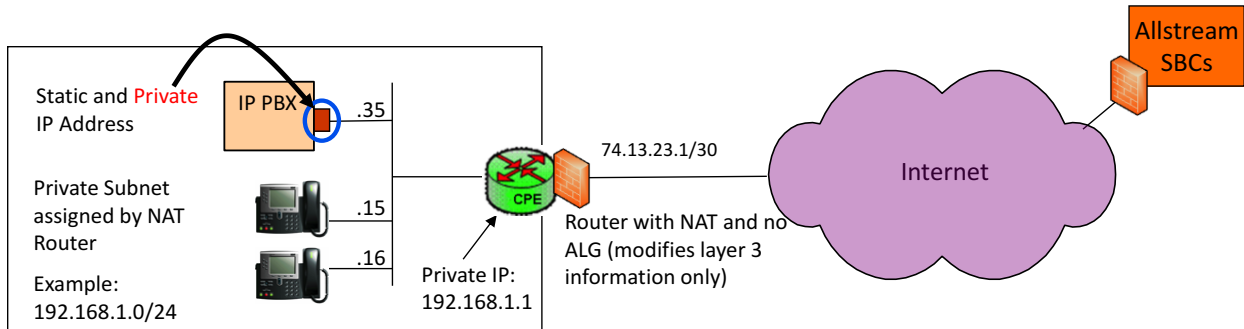 Static and Private
IP Address
IP PBX
.35
Private Subnet
assigned by NAT
Router
.15
Example:
192.168.1.0/24
.16
CPE
Private IP:
192.168.1.1
74.13.23.1/30
Router with NAT and no
ALG (modifies layer 3
information only)
Internet
Allstream
SBCs